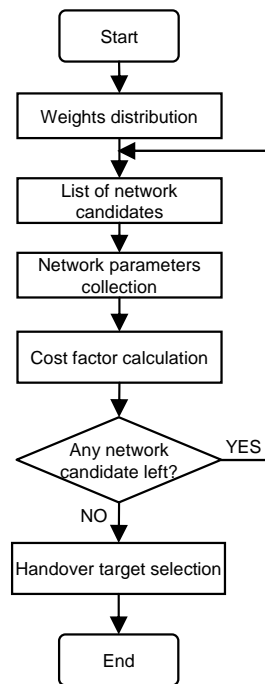 Start
Weights distribution
List of network
candidates
Network parameters
collection
Cost factor calculation
Any network
candidate left?
YES
NO
Handover target selection
End